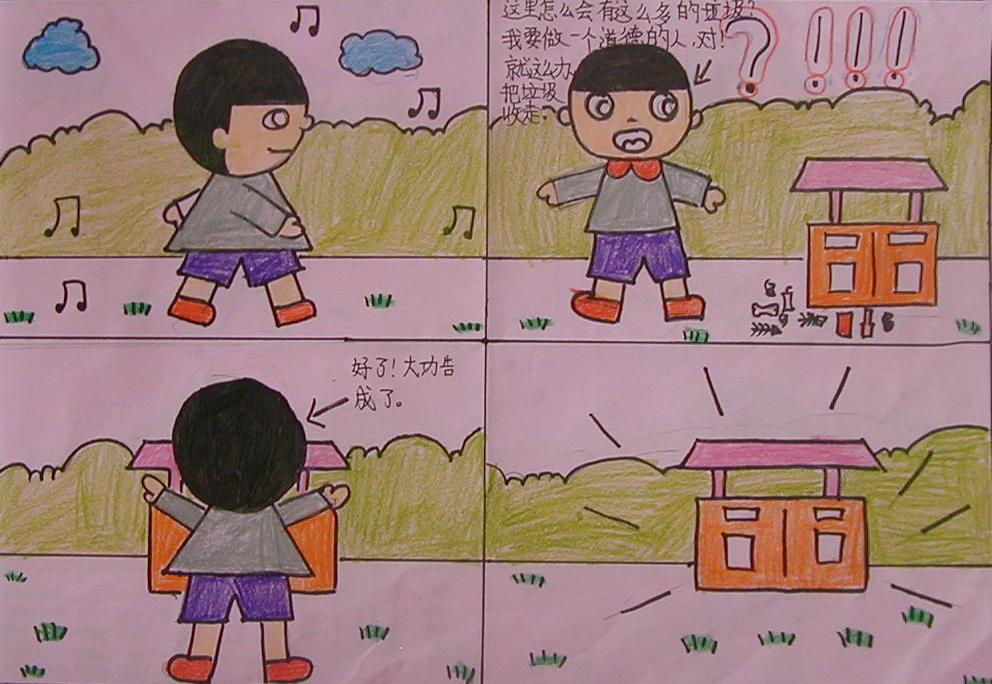 这里怎么会有这么多的垃圾?
我要做一个道德的人,对!
就这么办,
把垃圾
收走.
?!!!
好了!大功告
成了。